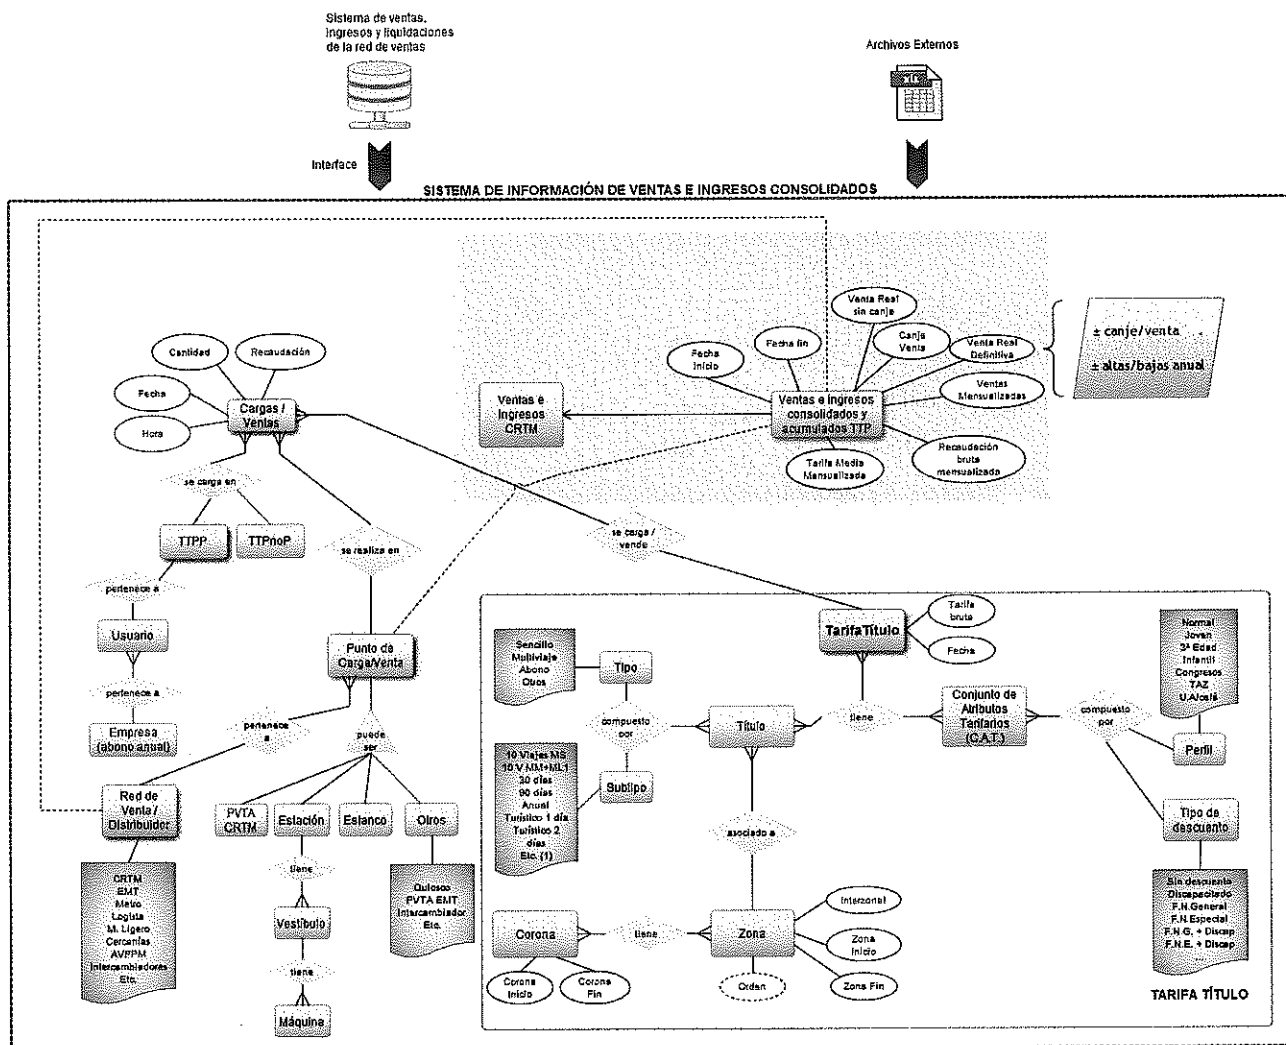 Sistema de ventas,
ingresos y liquidaciones
de la red de ventas
Archivos Externos
Interface
SISTEMA DE INFORMACIÓN DE VENTAS E INGRESOS CONSOLIDADOS
Venta Real
sin canje
Canje
Venta
Venta Real
Definitiva
± canje/venta
± altas/bajas anual
Fecha fin
Fecha
Inicio
Ventas
Mensualizadas
Ventas e Ingresos
consolidados y
acumulados TTP
Ventas e
Ingresos
CRTM
Tarifa Media
Mensualizada
Recaudación
bruta
mensualizada
Cantidad
Recaudación
Fecha
Hora
Cargas /
Ventas
se carga en
TTPP
TTPnoP
se realiza en
se carga /
vende
pertenece a
Usuario
pertenece a
Empresa
(abono anual)
Punto de
Carga/Venta
pertenece
a
puede
ser
Red de
Venta /
Distribuidor
PVTA
CRTM
Estación
Estanco
Otros
CRTM
EMT
Metro
Logista
M. Ligero
Cercanías
AVPPM
Intercambiadores
Etc.
tiene
Vestíbulo
tiene
Máquina
Quiosco
PVTA EMT
Intercambiador
Etc.
TarifaTítulo
Tarifa
bruta
Fecha
Sencillo
Multiviaje
Abono
Otros
Tipo
compuesto
por
Título
tiene
Conjunto de
Atributos
Tarifarios
(C.A.T.)
compuesto
por
Normal
Joven
3ª Edad
Infantil
Congresos
TAZ
U.Alcalá
Perfil
10 Viajes MS
10 V MM+ML1
30 días
90 días
Anual
Turístico 1 día
Turístico 2
días
Etc. (1)
Subtipo
asociado a
Tipo de
descuento
Sin descuento
Discapacitado
F.N.General
F.N.Especial
F.N.G. + Discap
F.N.E. + Discap
...
Corona
tiene
Zona
Interzonal
Zona
Inicio
Zona Fin
Orden
Corona
Inicio
Corona
Fin
TARIFA TÍTULO